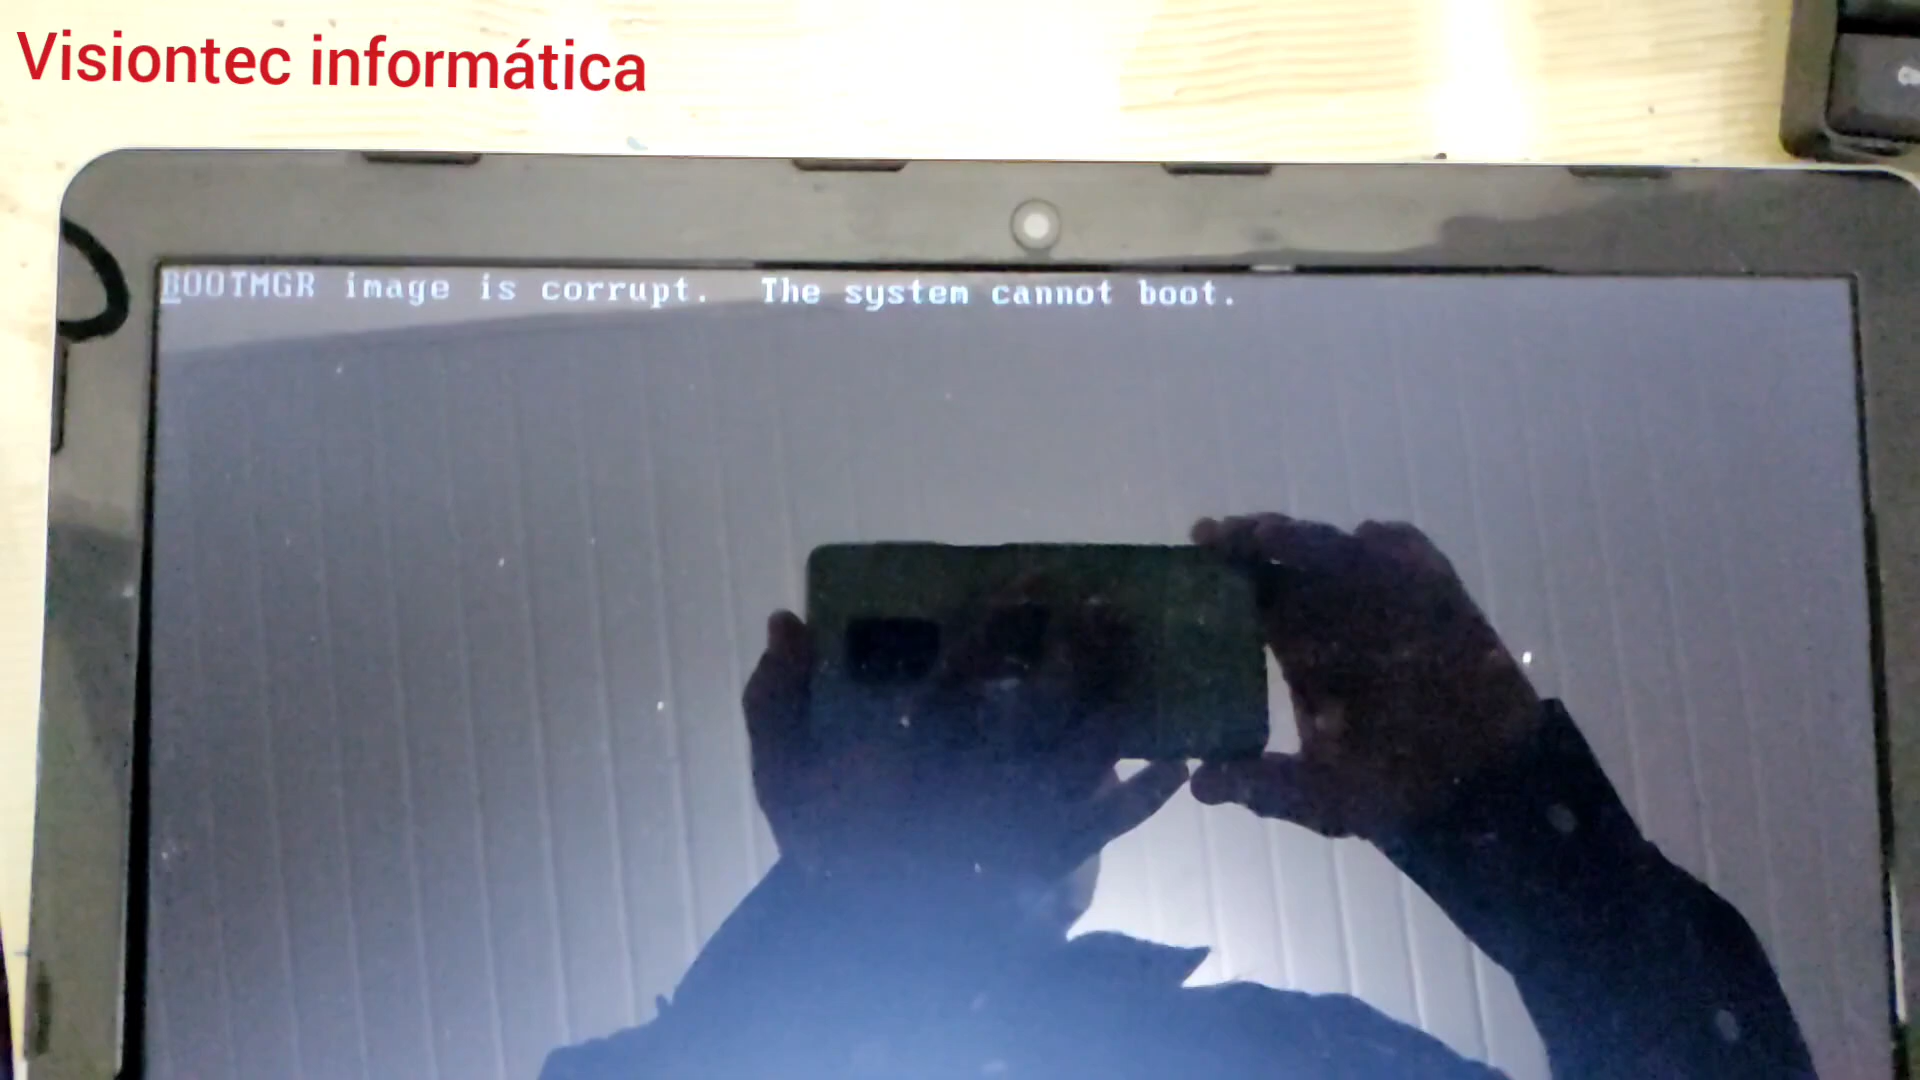 Visiontec informática
BOOTMGR image is corrupt.  The system cannot boot.